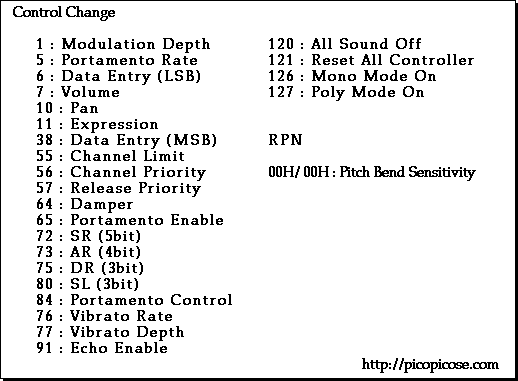 Control Change
1 : Modulation Depth
5 : Portamento Rate
6 : Data Entry (LSB)
7 : Volume
10 : Pan
11 : Expression
38 : Data Entry (MSB)
55 : Channel Limit
56 : Channel Priority
57 : Release Priority
64 : Damper
65 : Portamento Enable
72 : SR (5bit)
73 : AR (4bit)
75 : DR (3bit)
80 : SL (3bit)
84 : Portamento Control
76 : Vibrato Rate
77 : Vibrato Depth
91 : Echo Enable
120 : All Sound Off
121 : Reset All Controller
126 : Mono Mode On
127 : Poly Mode On
RPN
00H/ 00H : Pitch Bend Sensitivity
http://picopicose.com